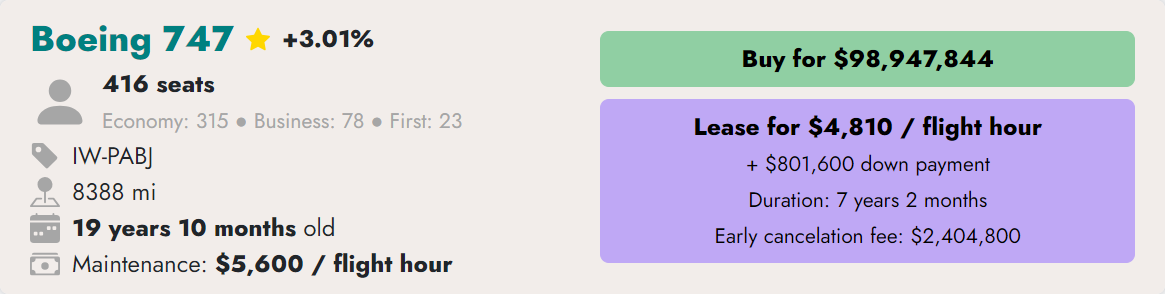 Boeing 747 +3.01%
416 seats
Economy: 315 ● Business: 78 ● First: 23
IW-PABJ
8388 mi
19 years 10 months old
Maintenance: $5,600 / flight hour
Buy for $98,947,844
Lease for $4,810 / flight hour
+ $801,600 down payment
Duration: 7 years 2 months
Early cancelation fee: $2,404,800